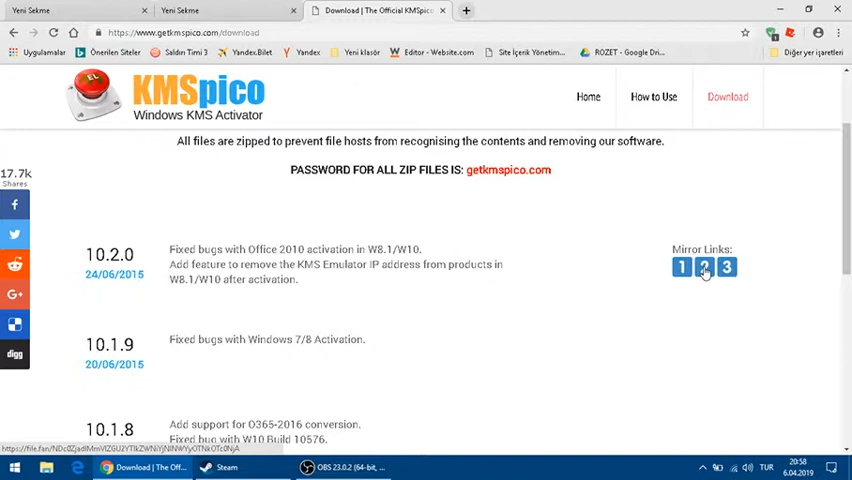 Yeni Sekme
Yeni Sekme
Download | The Official KMSpico
https://www.getkmspico.com/download
Uygulamalar
Önerilen Siteler
Saldırı Timi 3
Yandex.Bilet
Yandex
Yeni klasör
Editor - Website.com
Site İçerik Yönetim...
ROZET - Google Dri...
Diğer yer işaretleri
EL
KMSpico
Windows KMS Activator
Home
How to Use
Download
All files are zipped to prevent file hosts from recognising the contents and removing our software.
PASSWORD FOR ALL ZIP FILES IS: getkmspico.com
17.7k
Shares
f
G+
digg
10.2.0
24/06/2015
Fixed bugs with Office 2010 activation in W8.1/W10.
Add feature to remove the KMS Emulator IP address from products in
W8.1/W10 after activation.
Mirror Links:
1 2 3
10.1.9
20/06/2015
Fixed bugs with Windows 7/8 Activation.
10.1.8
Add support for O365-2016 conversion.
Fixed bug with W10 Build 10576.
Download | The Off...
Steam
OBS 23.0.2 (64-bit, ...
TUR
20:58
6.04.2019